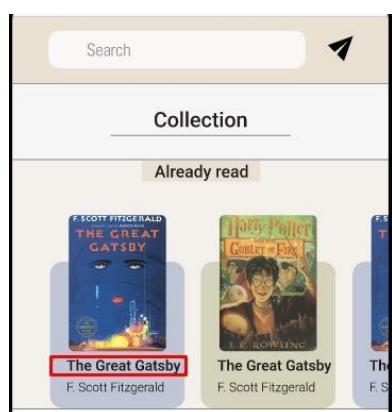 Search
Collection
Already read
F. SCOTT FITZGERALD
THE GREAT
GATSBY
Harry Potter
GOBLET OF FIRE
J. K. ROWLING
The Great Gatsby
The Great Gatsby
Th
F. Scott Fitzgerald
F. Scott Fitzgerald
F. S